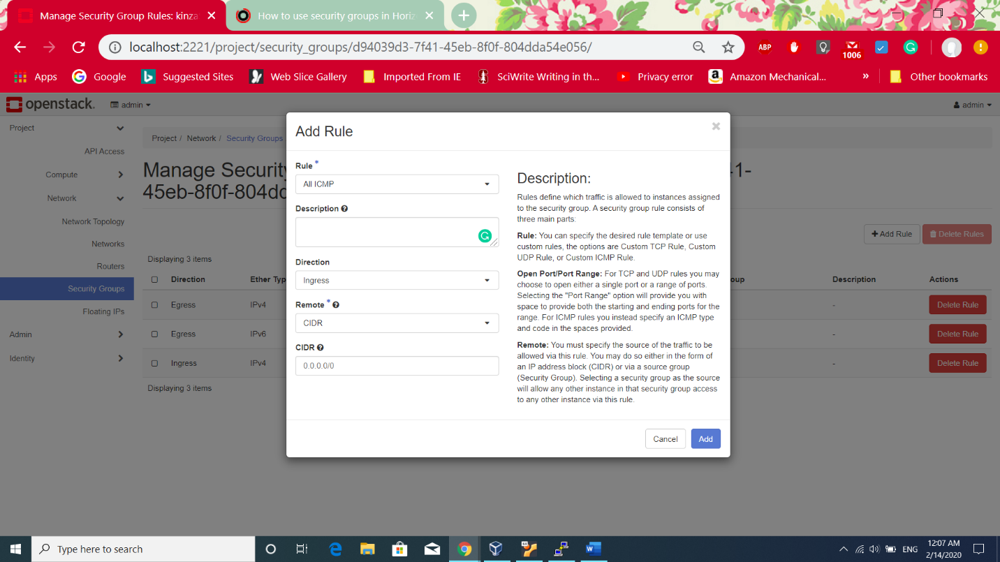 Manage Security Group Rules: kinza
How to use security groups in Horiz
localhost:2221/project/security_groups/d94039d3-7f41-45eb-8f0f-804dda54e056/
ABP
1006
Apps
Google
Suggested Sites
Web Slice Gallery
Imported From IE
SciWrite Writing in th...
Privacy error
Amazon Mechanical...
»
Other bookmarks
openstack.
admin
admin
Project
API Access
Compute
Network
Network Topology
Networks
Routers
Security Groups
Floating IPs
Admin
Identity
Project / Network / Security Groups
Manage Security
1-
45eb-8f0f-804dd
Add Rule
Delete Rules
Displaying 3 items
Direction Ether Typ
oup Description Actions
Egress IPv4 - Delete Rule
Egress IPv6 - Delete Rule
Ingress IPv4 - Delete Rule
Displaying 3 items
Add Rule
Rule *
All ICMP
Description
Direction
Ingress
Remote *
CIDR
CIDR
0.0.0.0/0
Description:
Rules define which traffic is allowed to instances assigned
to the security group. A security group rule consists of
three main parts:
Rule: You can specify the desired rule template or use
custom rules, the options are Custom TCP Rule, Custom
UDP Rule, or Custom ICMP Rule.
Open Port/Port Range: For TCP and UDP rules you may
choose to open either a single port or a range of ports.
Selecting the "Port Range" option will provide you with
space to provide both the starting and ending ports for the
range. For ICMP rules you instead specify an ICMP type
and code in the spaces provided.
Remote: You must specify the source of the traffic to be
allowed via this rule. You may do so either in the form of
an IP address block (CIDR) or via a source group
(Security Group). Selecting a security group as the source
will allow any other instance in that security group access
to any other instance via this rule.
Cancel
Add
Type here to search
ENG
12:07 AM
2/14/2020